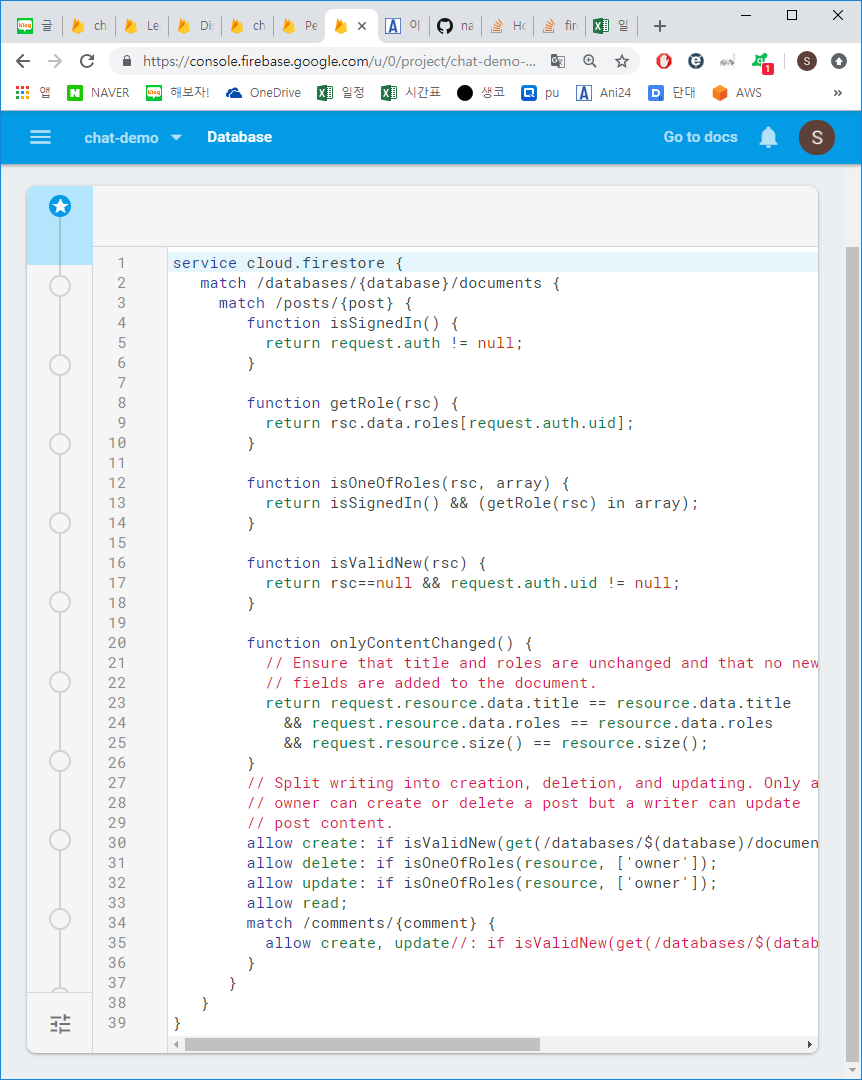 글 ch Le Di ch Pe 이 na Ho fir 일
https://console.firebase.google.com/u/0/project/chat-demo-... S
앱 NAVER 해보자! OneDrive 일정 시간표 생코 pu Ani24 단대 AWS »
chat-demo Database Go to docs S
1 service cloud.firestore {
2 match /databases/{database}/documents {
3 match /posts/{post} {
4 function isSignedIn() {
5 return request.auth != null;
6 }
7
8 function getRole(rsc) {
9 return rsc.data.roles[request.auth.uid];
10 }
11
12 function isOneOfRoles(rsc, array) {
13 return isSignedIn() && (getRole(rsc) in array);
14 }
15
16 function isValidNew(rsc) {
17 return rsc==null && request.auth.uid != null;
18 }
19
20 function onlyContentChanged() {
21 // Ensure that title and roles are unchanged and that no new
22 // fields are added to the document.
23 return request.resource.data.title == resource.data.title
24 && request.resource.data.roles == resource.data.roles
25 && request.resource.size() == resource.size();
26 }
27 // Split writing into creation, deletion, and updating. Only a
28 // owner can create or delete a post but a writer can update
29 // post content.
30 allow create: if isValidNew(get(/databases/$(database)/documen
31 allow delete: if isOneOfRoles(resource, ['owner']);
32 allow update: if isOneOfRoles(resource, ['owner']);
33 allow read;
34 match /comments/{comment} {
35 allow create, update//: if isValidNew(get(/databases/$(datab
36 }
37 }
38 }
39 }